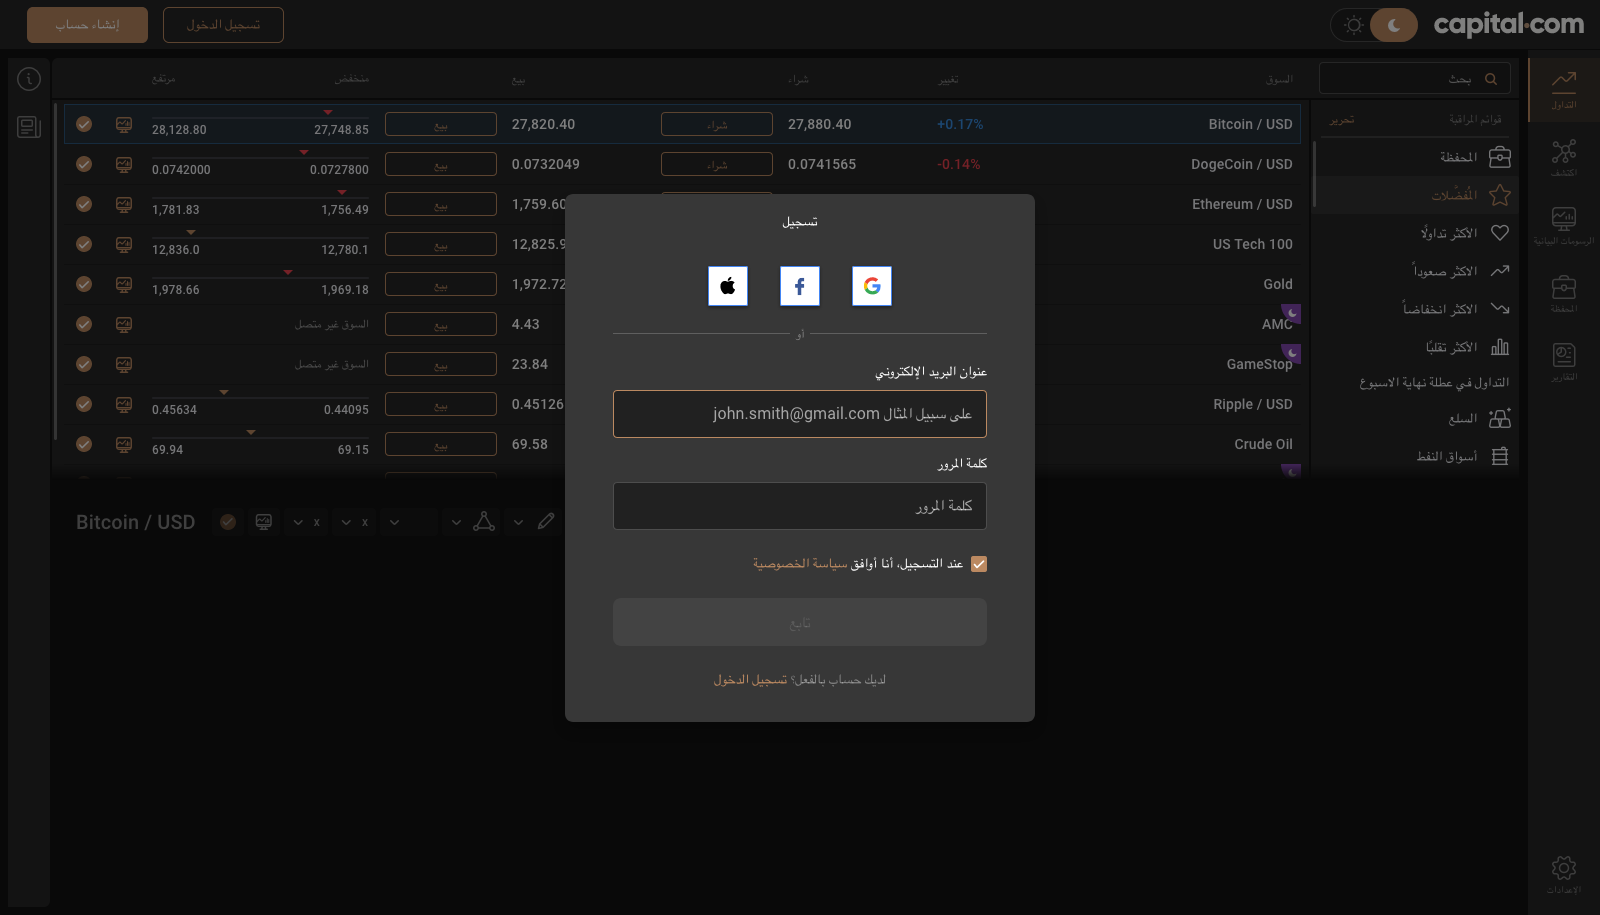 capital.com
تسجيل الدخول
إنشاء حساب
بحث
السوق
تغيير
شراء
بيع
منخفض
مرتفع
التداول
اكتشف
الرسومات البيانية
المحفظة
التقارير
الإعدادات
قوائم المراقبة
تحرير
المحفظة
المُفضَّلات
الأكثر تداولًا
الأكثر صعوداً
الأكثر انخفاضاً
الأكثر تقلبًا
التداول في عطلة نهاية الاسبوع
السلع
أسواق النفط
Bitcoin / USD +0.17% 27,880.40 شراء 27,820.40 بيع 27,748.85 28,128.80
DogeCoin / USD -0.14% 0.0741565 شراء 0.0732049 بيع 0.0727800 0.0742000
Ethereum / USD 1,759.60 بيع 1,756.49 1,781.83
US Tech 100 12,825.9 بيع 12,780.1 12,836.0
Gold 1,972.72 بيع 1,969.18 1,978.66
AMC 4.43 بيع السوق غير متصل
GameStop 23.84 بيع السوق غير متصل
Ripple / USD 0.45126 بيع 0.44095 0.45634
Crude Oil 69.58 بيع 69.15 69.94
Bitcoin / USD x x
تسجيل
أو
عنوان البريد الإلكتروني
على سبيل المثال john.smith@gmail.com
كلمة المرور
كلمة المرور
عند التسجيل، أنا أوافق سياسة الخصوصية
تابع
لديك حساب بالفعل؟ تسجيل الدخول